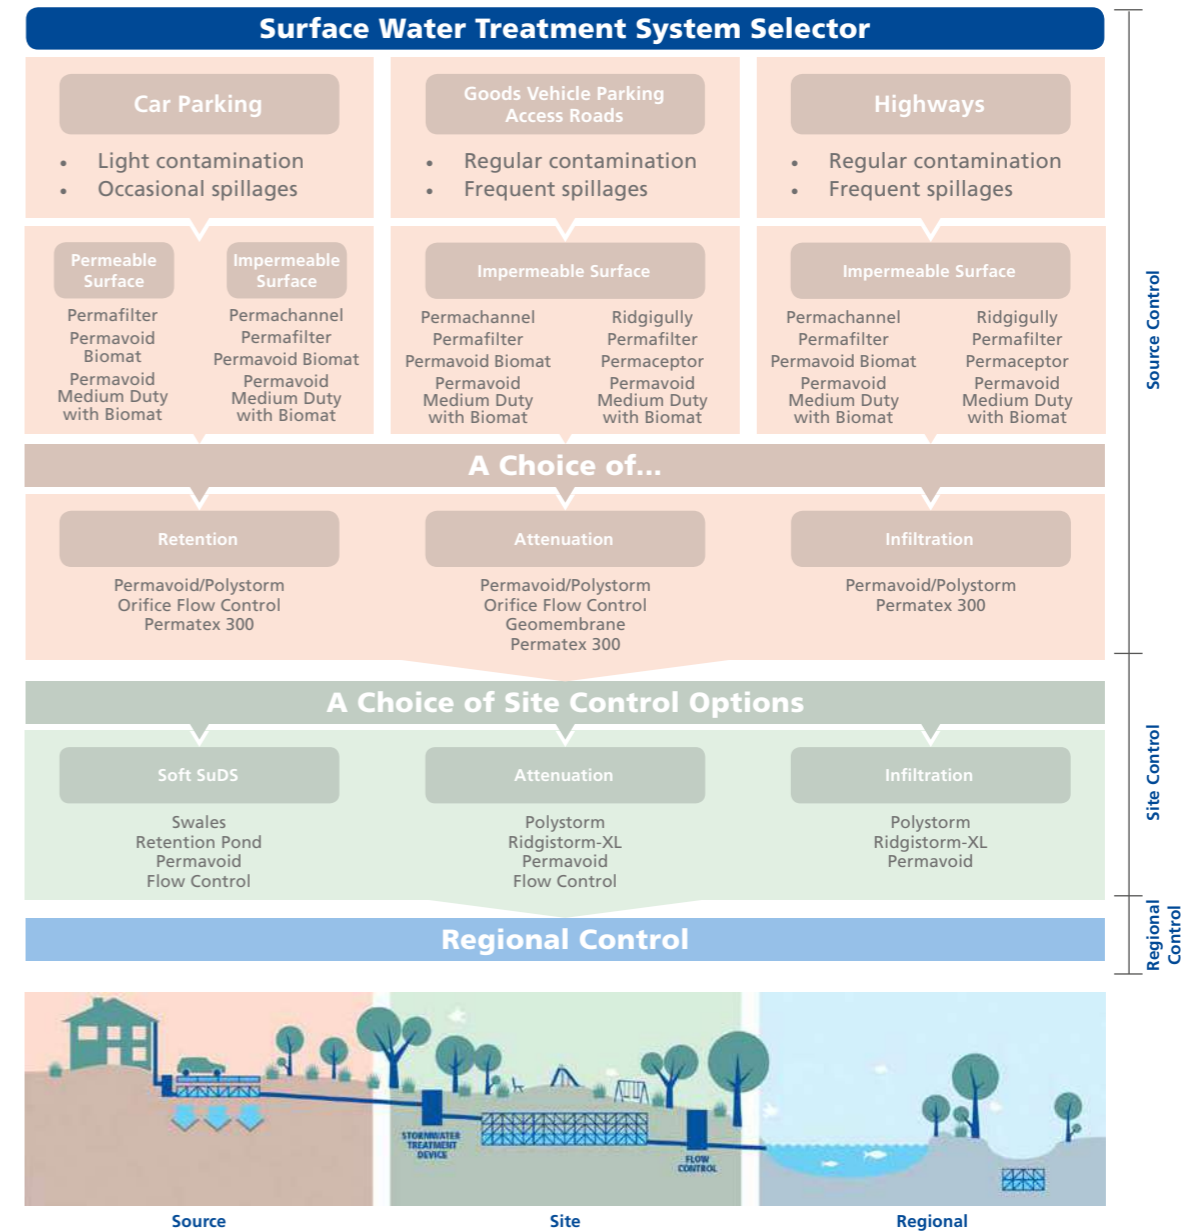 Surface Water Treatment System Selector
Car Parking
• Light contamination
• Occasional spillages
Goods Vehicle Parking
Access Roads
• Regular contamination
• Frequent spillages
Highways
• Regular contamination
• Frequent spillages
Permeable
Surface
Permafilter
Permavoid
Biomat
Permavoid
Medium Duty
with Biomat
Impermeable
Surface
Permachannel
Permafilter
Permavoid Biomat
Permavoid
Medium Duty
with Biomat
Impermeable Surface
Permachannel
Permafilter
Permavoid Biomat
Permavoid
Medium Duty
with Biomat
Ridgigully
Permafilter
Permaceptor
Permavoid
Medium Duty
with Biomat
Impermeable Surface
Permachannel
Permafilter
Permavoid Biomat
Permavoid
Medium Duty
with Biomat
Ridgigully
Permafilter
Permaceptor
Permavoid
Medium Duty
with Biomat
Source Control
A Choice of...
Retention
Permavoid/Polystorm
Orifice Flow Control
Permatex 300
Attenuation
Permavoid/Polystorm
Orifice Flow Control
Geomembrane
Permatex 300
Infiltration
Permavoid/Polystorm
Permatex 300
A Choice of Site Control Options
Soft SuDS
Swales
Retention Pond
Permavoid
Flow Control
Attenuation
Polystorm
Ridgistorm-XL
Permavoid
Flow Control
Infiltration
Polystorm
Ridgistorm-XL
Permavoid
Site Control
Regional Control
Regional
Control
STORMWATER
TREATMENT
DEVICE
FLOW
CONTROL
Source
Site
Regional